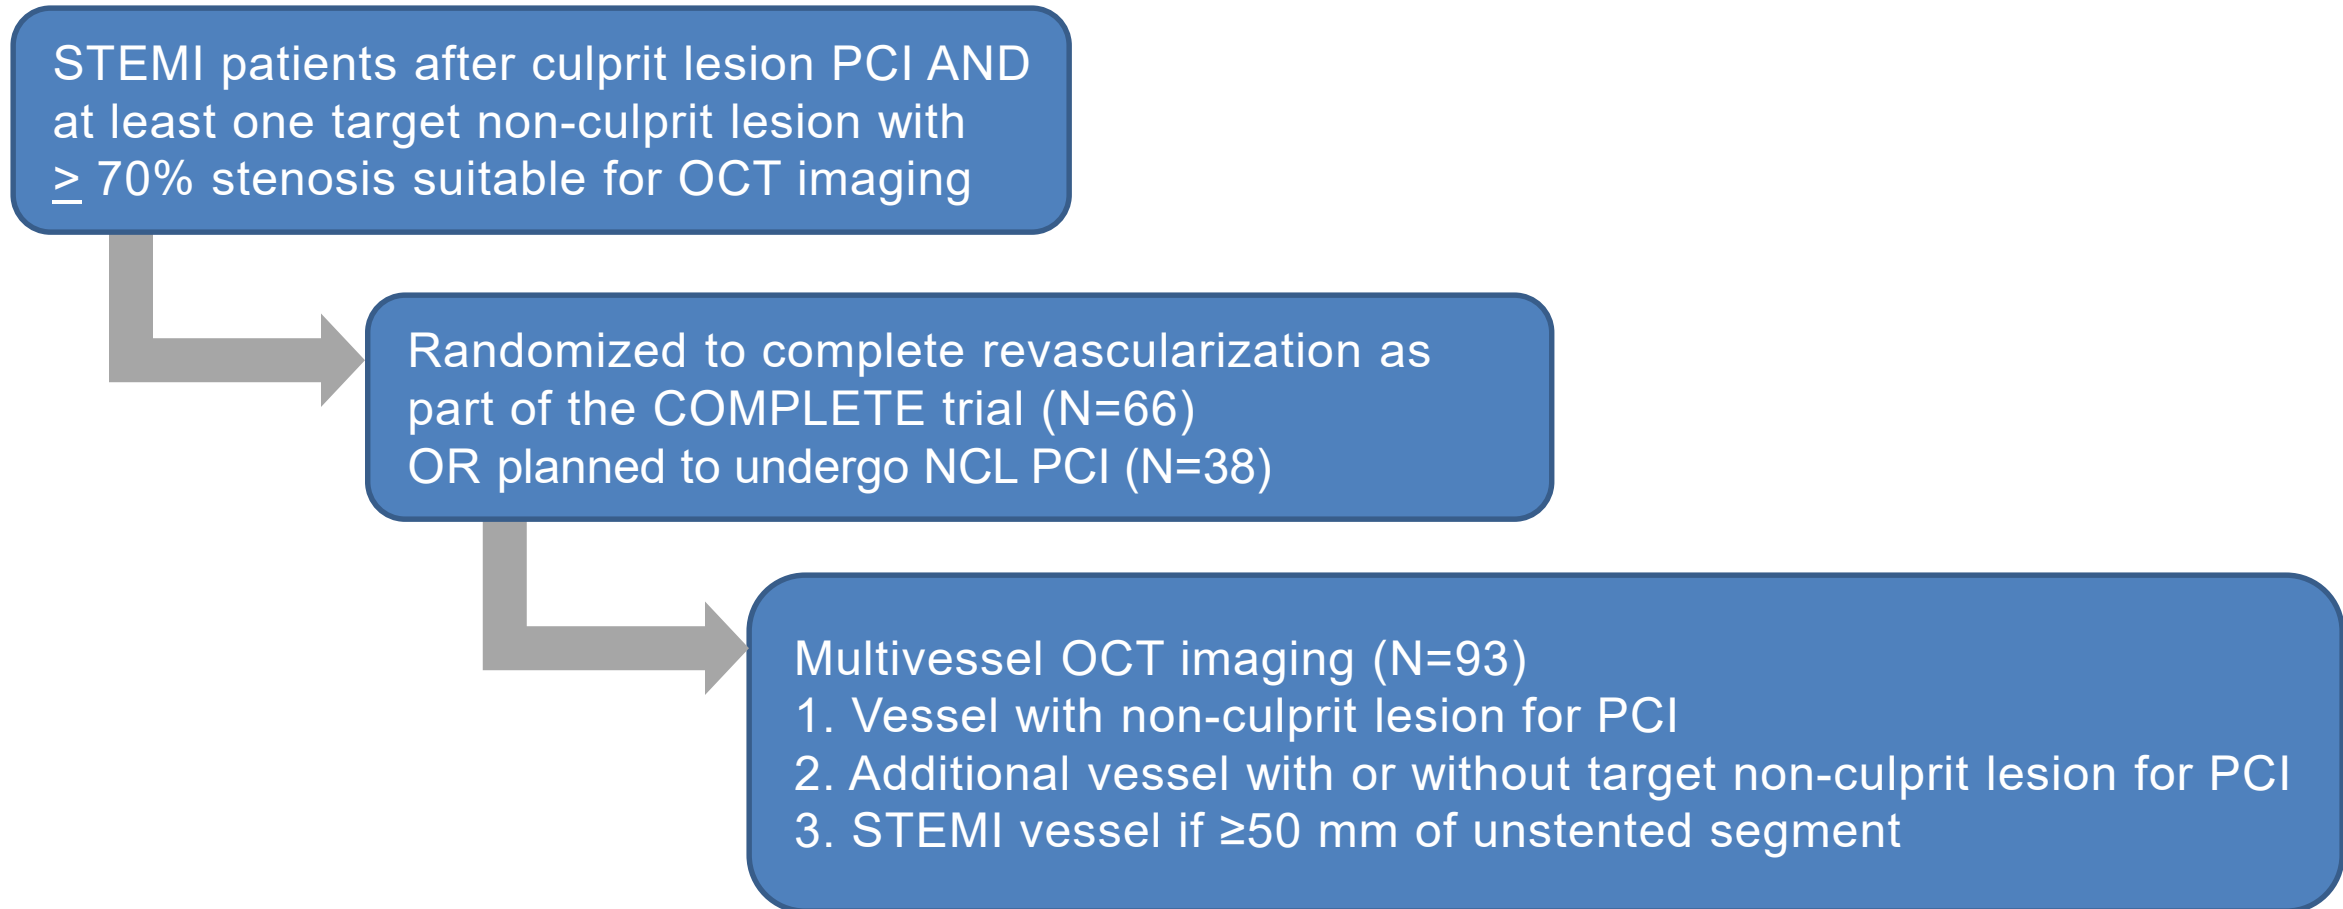 STEMI patients after culprit lesion PCI AND
at least one target non-culprit lesion with
≥ 70% stenosis suitable for OCT imaging
Randomized to complete revascularization as
part of the COMPLETE trial (N=66)
OR planned to undergo NCL PCI (N=38)
Multivessel OCT imaging (N=93)
1. Vessel with non-culprit lesion for PCI
2. Additional vessel with or without target non-culprit lesion for PCI
3. STEMI vessel if ≥50 mm of unstented segment